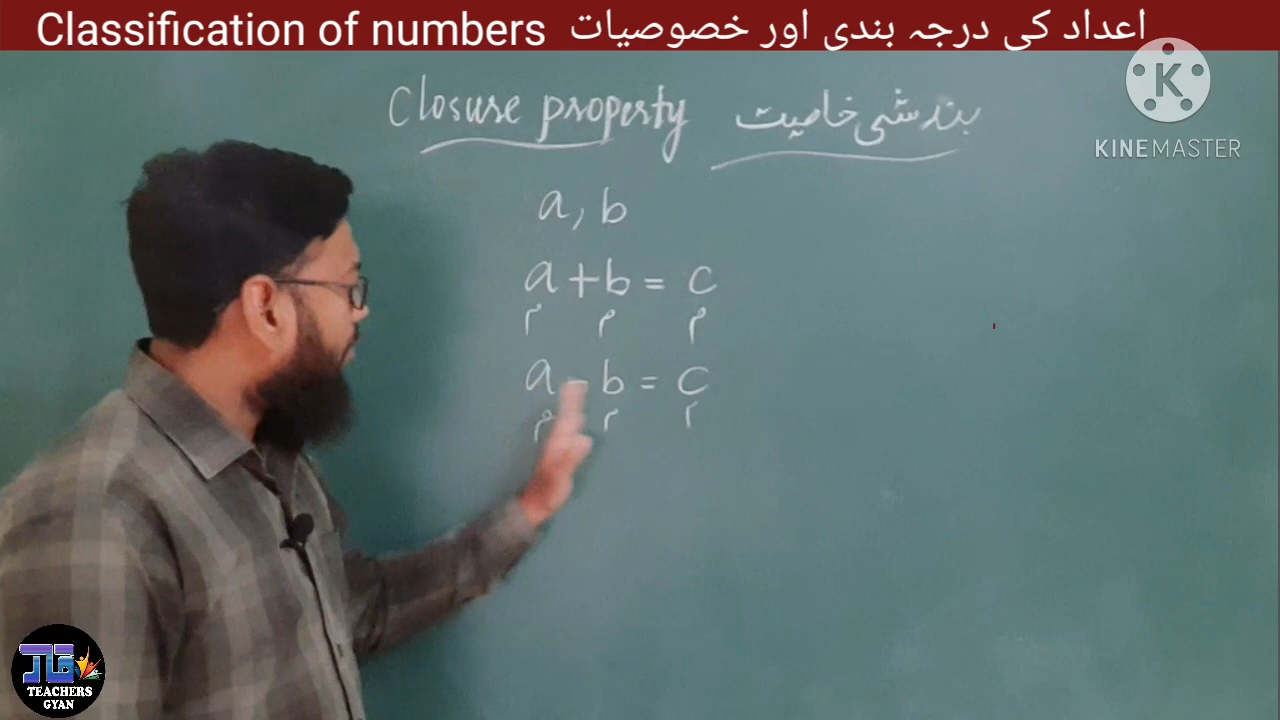 Classification of numbers اعداد کی درجہ بندی اور خصوصیات
K
KINEMASTER
Closure property بندشی خاصیت
a, b
a + b = c
م م م
a - b = c
م م م
TEACHERS
GYAN